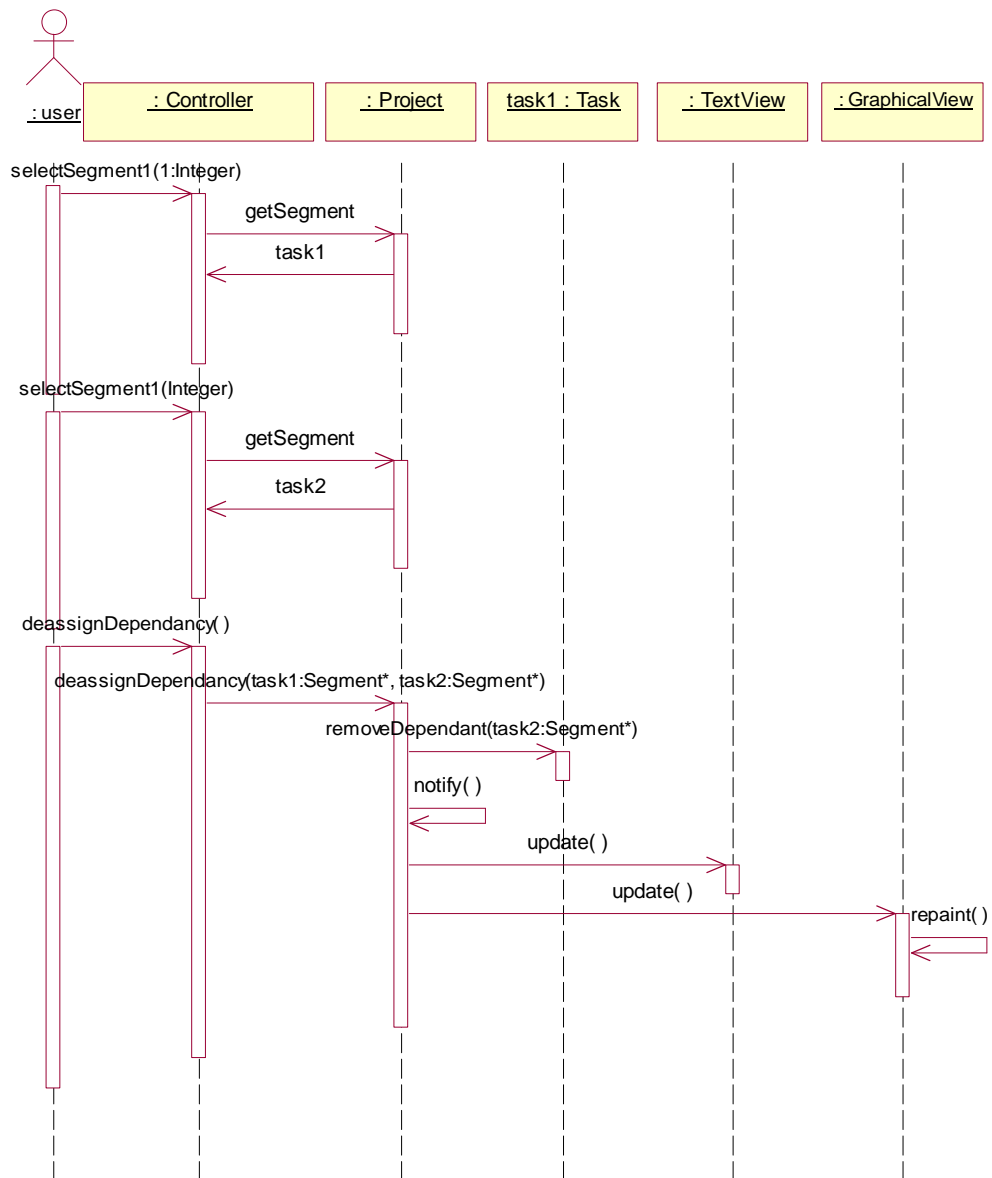 : user
: Controller
: Project
task1 : Task
: TextView
: GraphicalView
selectSegment1(1:Integer)
getSegment
task1
selectSegment1(Integer)
getSegment
task2
deassignDependancy( )
deassignDependancy(task1:Segment*, task2:Segment*)
removeDependant(task2:Segment*)
notify( )
update( )
update( )
repaint( )